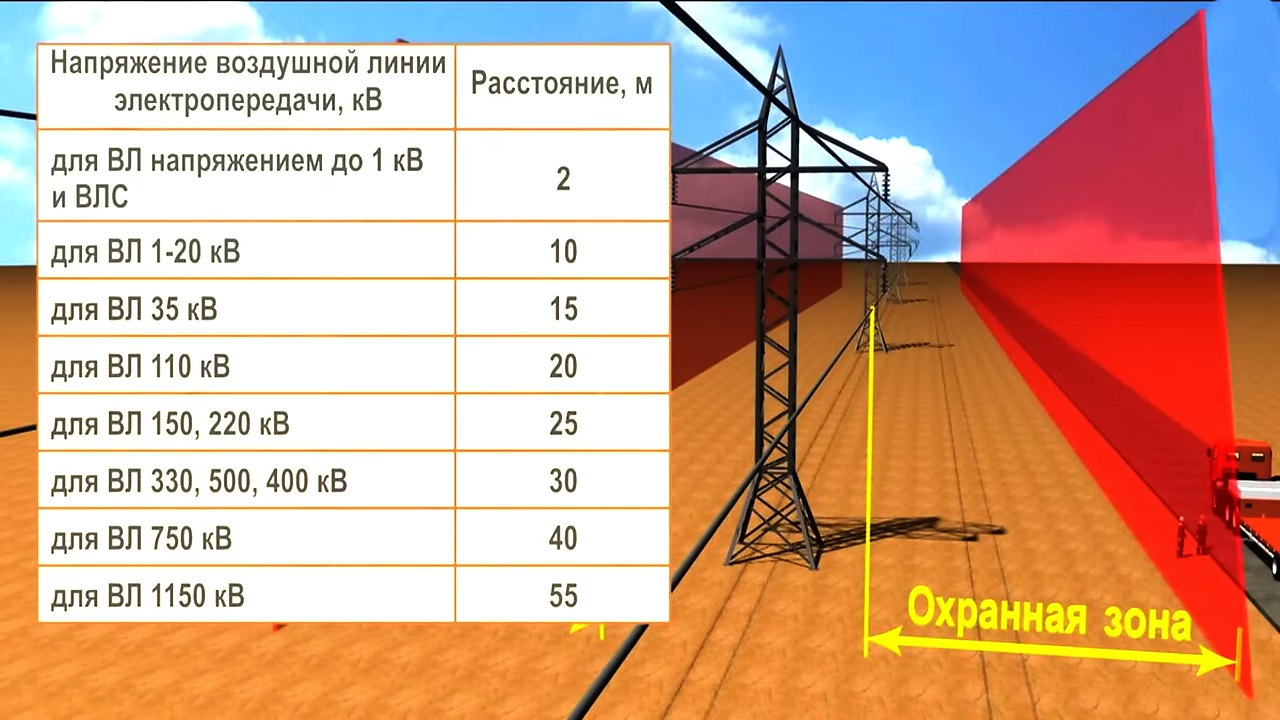 Напряжение воздушной линии
электропередачи, кВ
Расстояние, м
для ВЛ напряжением до 1 кВ
и ВЛС
2
для ВЛ 1-20 кВ
10
для ВЛ 35 кВ
15
для ВЛ 110 кВ
20
для ВЛ 150, 220 кВ
25
для ВЛ 330, 500, 400 кВ
30
для ВЛ 750 кВ
40
для ВЛ 1150 кВ
55
Охранная зона